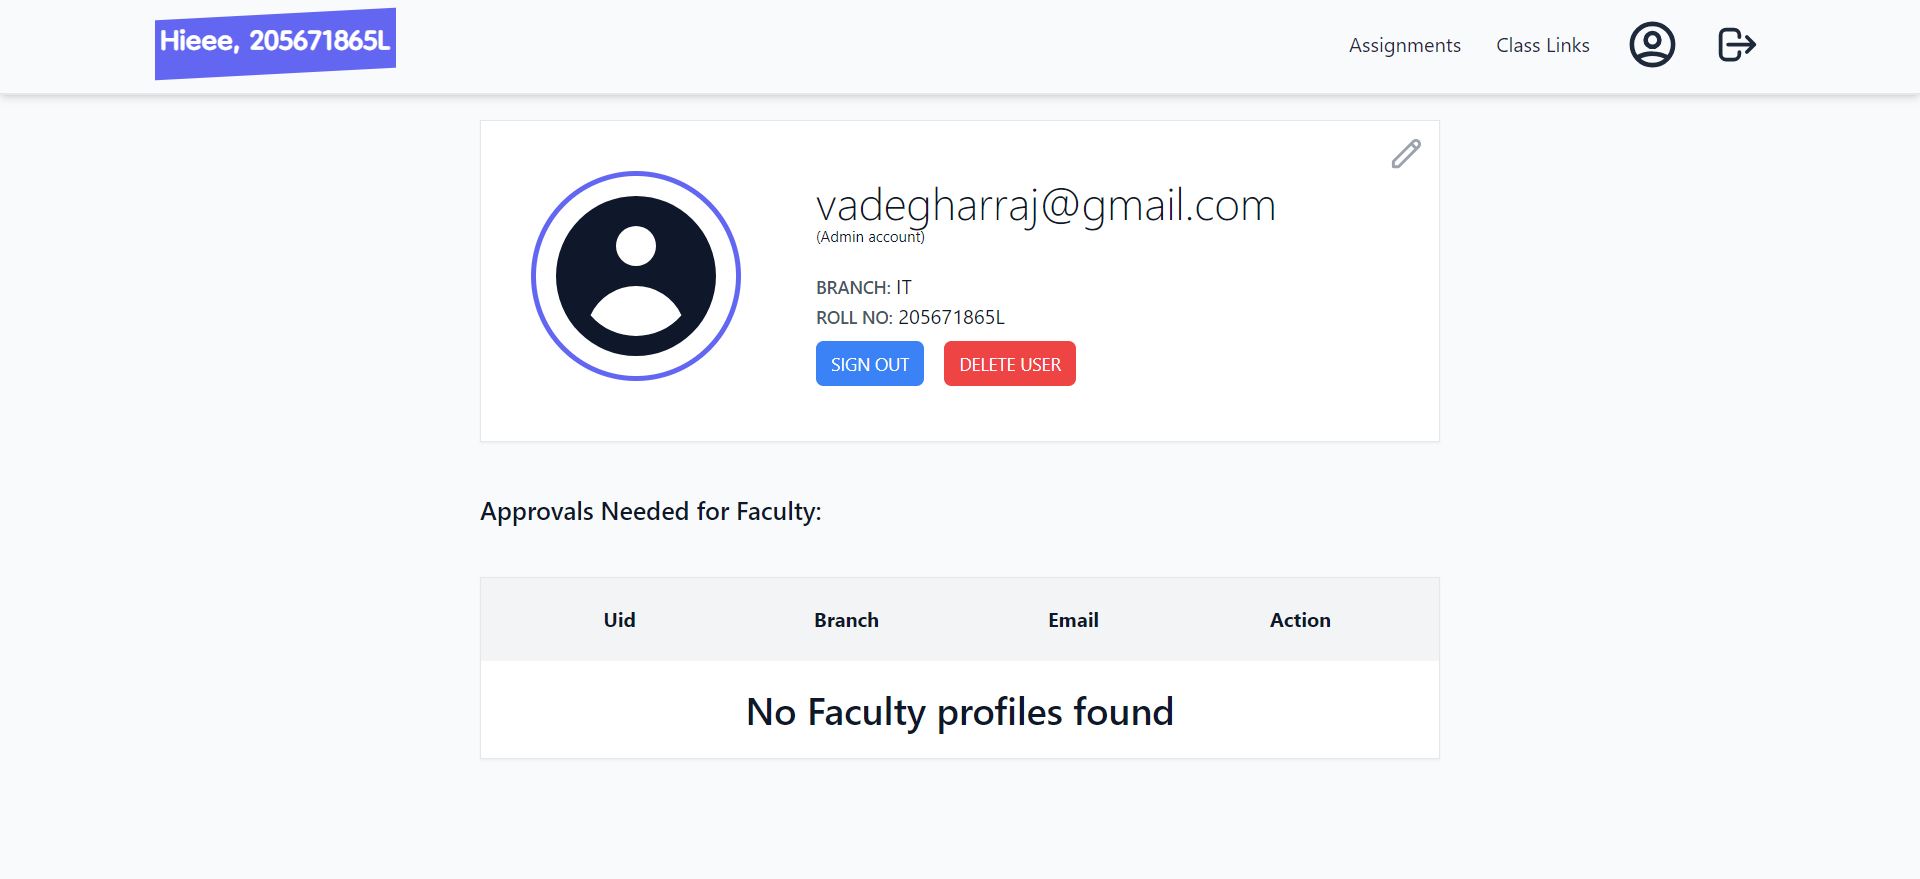 Hieee, 205671865L
Assignments Class Links
vadegharraj@gmail.com
(Admin account)
BRANCH: IT
ROLL NO: 205671865L
SIGN OUT DELETE USER
Approvals Needed for Faculty:
Uid Branch Email Action
No Faculty profiles found